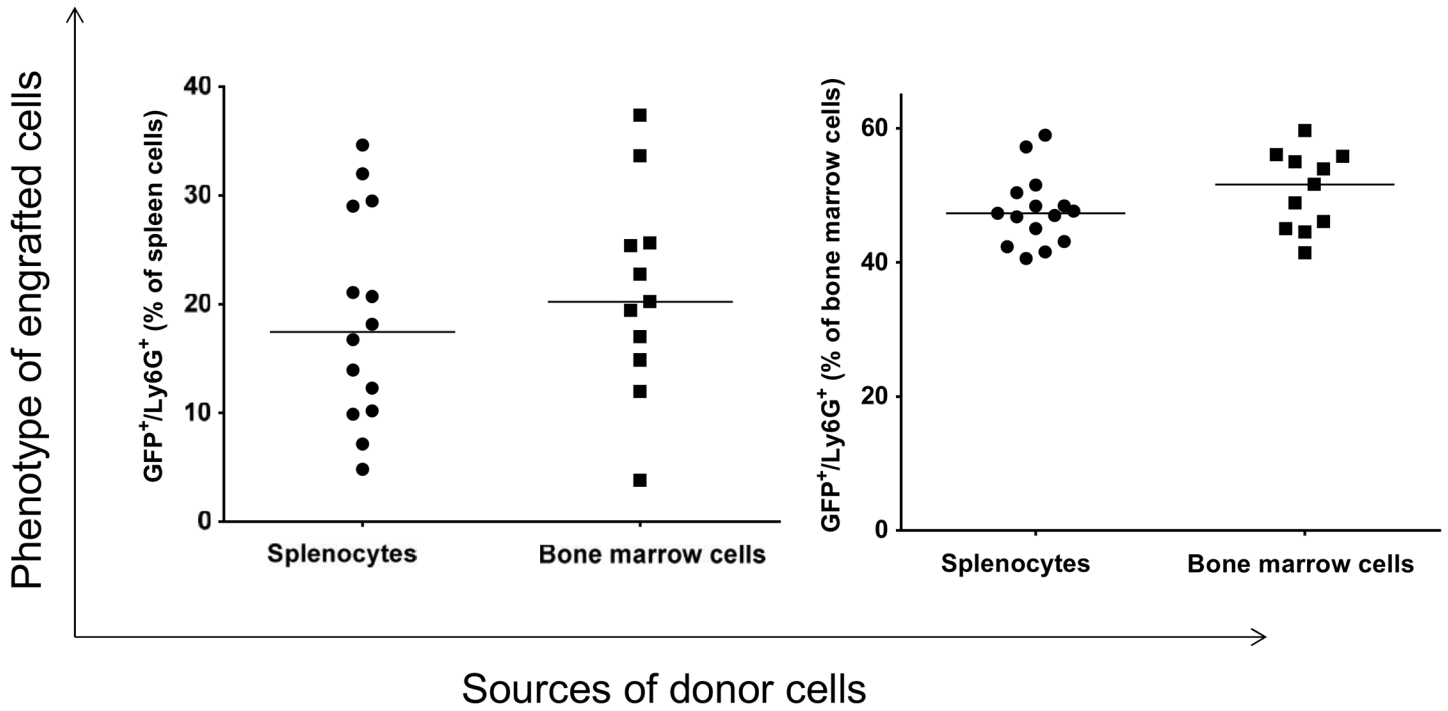 Phenotype of engrafted cells
GFP⁺/Ly6G⁺ (% of spleen cells)
40
30
20
10
0
Splenocytes
Bone marrow cells
GFP⁺/Ly6G⁺ (% of bone marrow cells)
60
40
20
0
Splenocytes
Bone marrow cells
Sources of donor cells